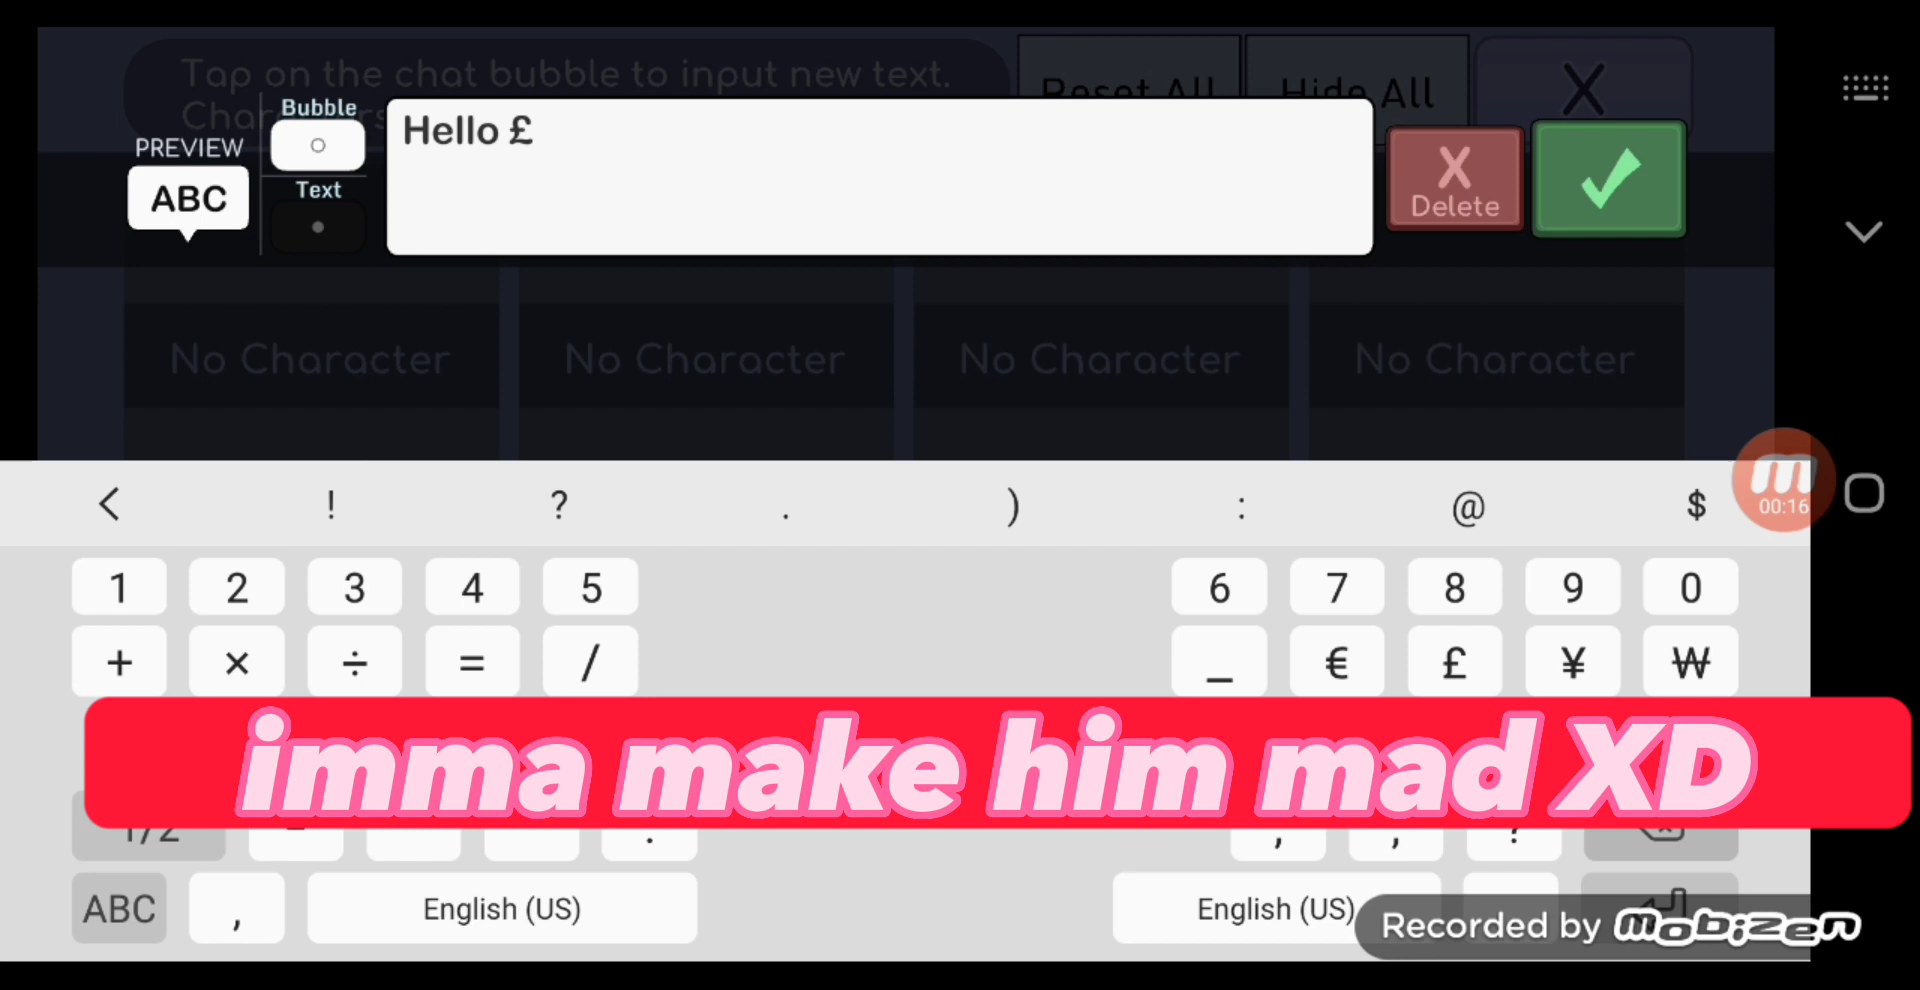 Tap on the chat bubble to input new text.
Reset All
Hide All
X
Bubble
PREVIEW
ABC
Text
Hello £
X
Delete
No Character
No Character
No Character
No Character
00:16
! ? . ) : @ $
1 2 3 4 5 6 7 8 9 0
+ × ÷ = / _ € £ ¥ ₩
imma make him mad XD
1/2
ABC , English (US) English (US)
Recorded by mobizen